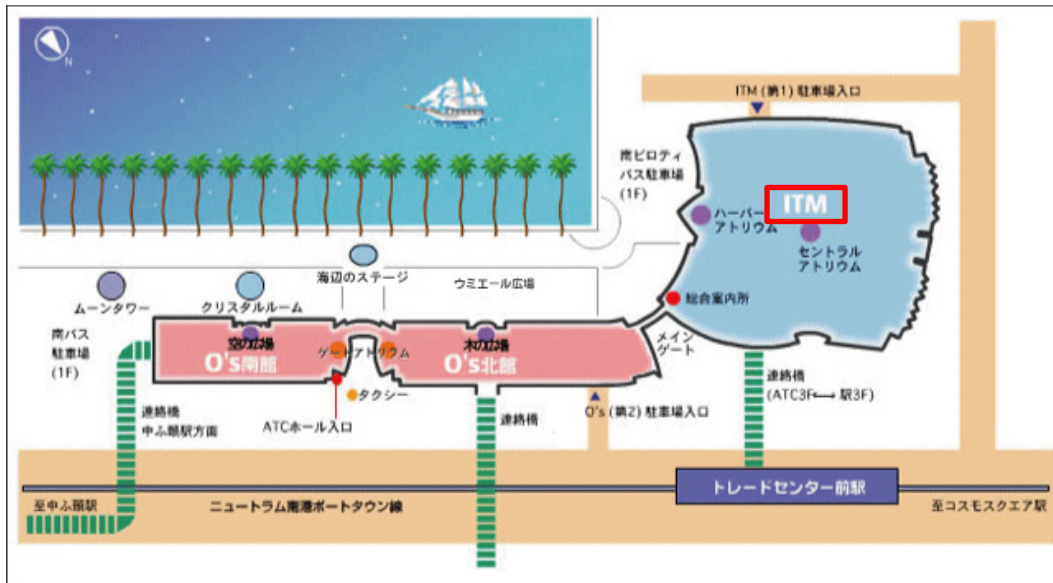 N
ITM (第1) 駐車場入口
南ピロティ
バス駐車場
(1F)
ITM
ハーバー
アトリウム
セントラル
アトリウム
海辺のステージ
ウミエール広場
総合案内所
ムーンタワー
クリスタルルーム
南バス
駐車場
(1F)
空の広場
O's南館
ゲートアトリウム
木の広場
O's北館
メイン
ゲート
タクシー
ATCホール入口
連絡橋
中ふ頭駅方面
連絡橋
O's (第2) 駐車場入口
連絡橋
(ATC3F⟷駅3F)
トレードセンター前駅
至中ふ頭駅
ニュートラム南港ポートタウン線
至コスモスクエア駅